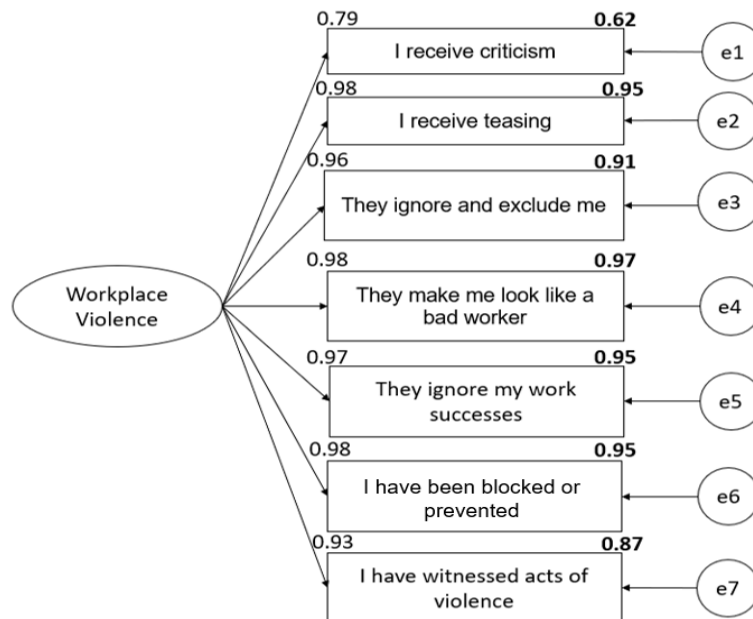 0.79 0.62
I receive criticism e1
0.98 0.95
I receive teasing e2
0.96 0.91
They ignore and exclude me e3
0.98 0.97
Workplace
Violence
They make me look like a
bad worker
e4
0.97 0.95
They ignore my work
successes
e5
0.98 0.95
I have been blocked or
prevented
e6
0.93 0.87
I have witnessed acts of
violence
e7